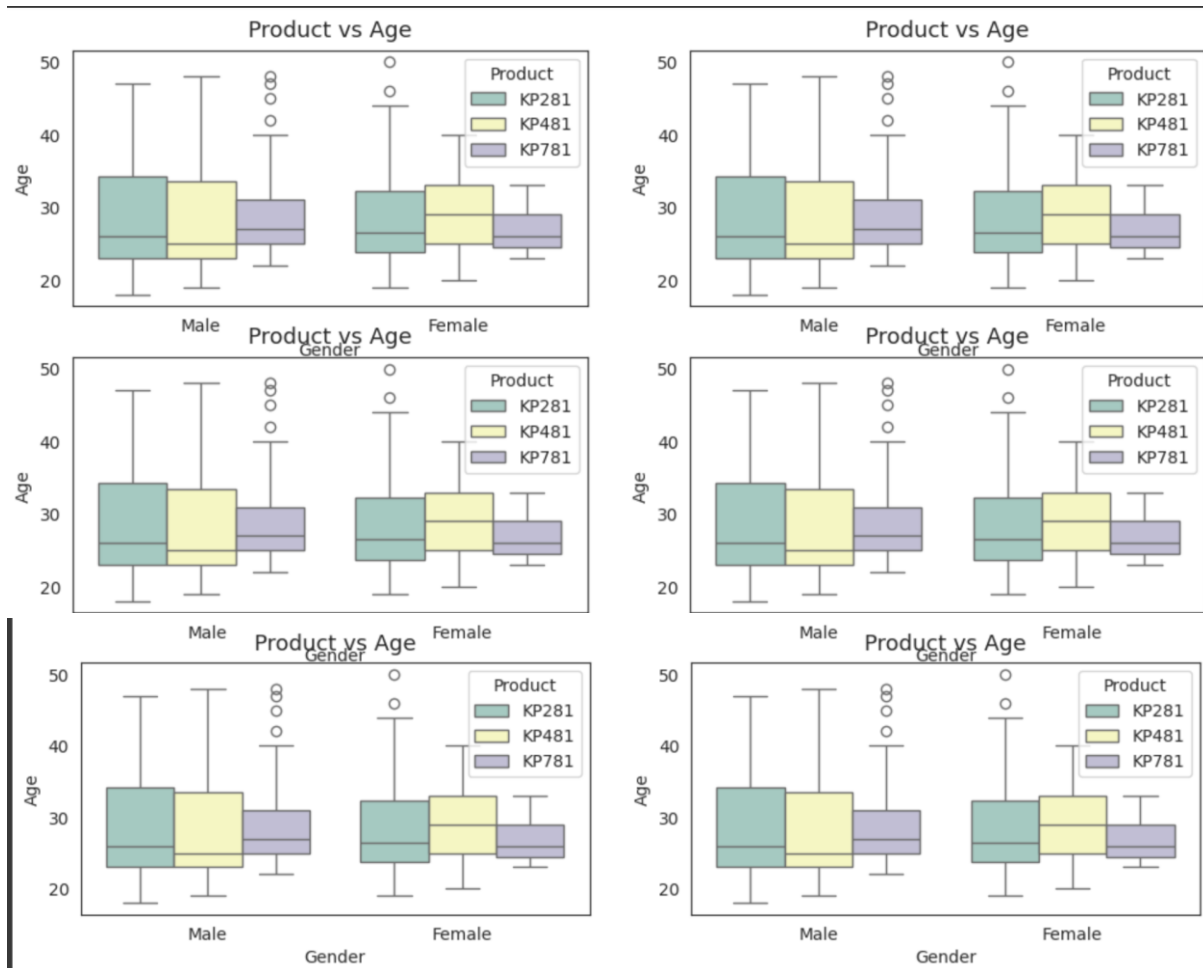 Product vs Age
Product vs Age
50
40
30
20
Age
Product
KP281
KP481
KP781
Male
Female
Gender
50
40
30
20
Age
Product
KP281
KP481
KP781
Male
Female
Gender
Product vs Age
Product vs Age
50
40
30
20
Age
Product
KP281
KP481
KP781
Male
Female
Gender
50
40
30
20
Age
Product
KP281
KP481
KP781
Male
Female
Gender
Product vs Age
Product vs Age
50
40
30
20
Age
Product
KP281
KP481
KP781
Male
Female
Gender
50
40
30
20
Age
Product
KP281
KP481
KP781
Male
Female
Gender